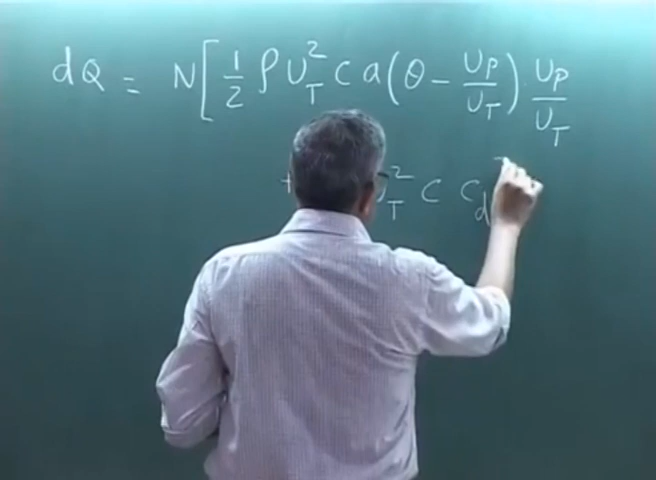 dQ = N[ 1/2 ρ U_T^2 C a (θ − U_P/U_T) U_P/U_T
+ U_T^2 C C_d